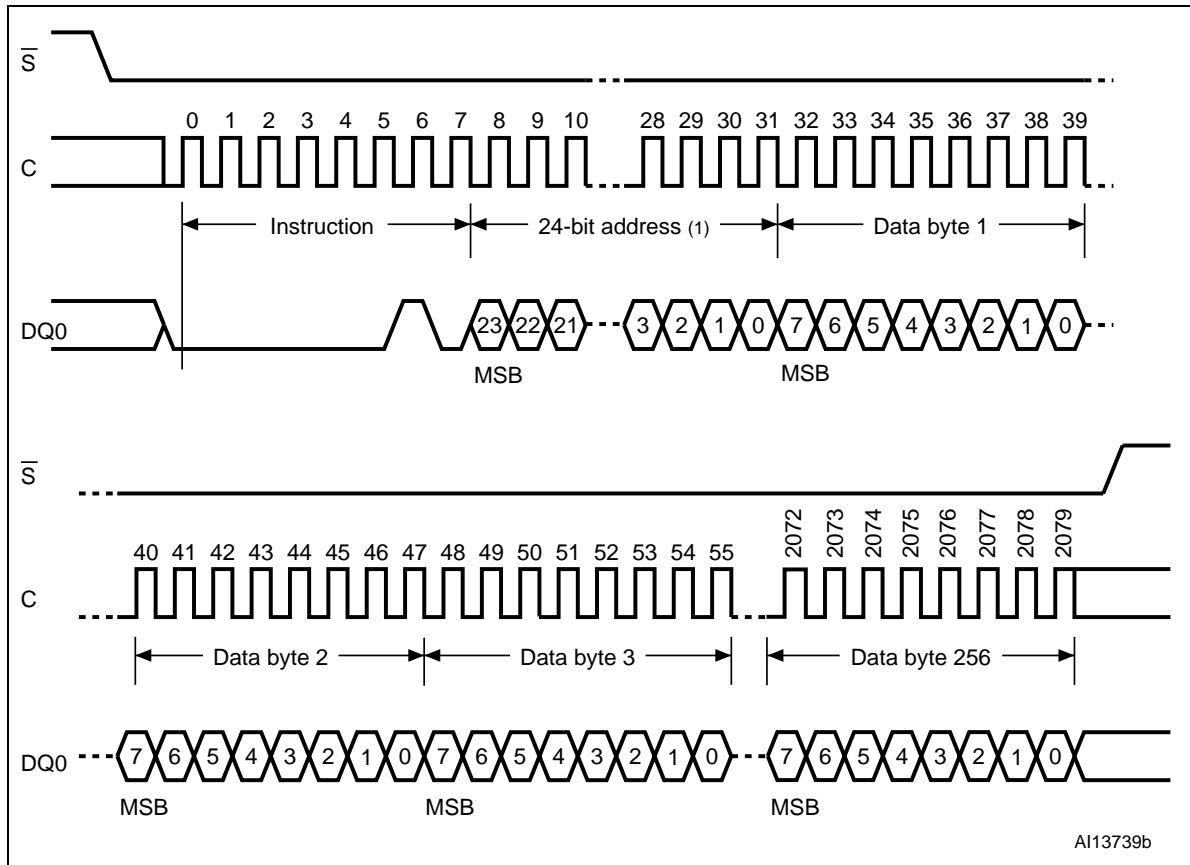 S
0 1 2 3 4 5 6 7 8 9 10 28 29 30 31 32 33 34 35 36 37 38 39
C
Instruction 24-bit address (1) Data byte 1
DQ0 23 22 21 3 2 1 0 7 6 5 4 3 2 1 0
MSB MSB
S
40 41 42 43 44 45 46 47 48 49 50 51 52 53 54 55 2072 2073 2074 2075 2076 2077 2078 2079
C
Data byte 2 Data byte 3 Data byte 256
DQ0 7 6 5 4 3 2 1 0 7 6 5 4 3 2 1 0 7 6 5 4 3 2 1 0
MSB MSB MSB
AI13739b